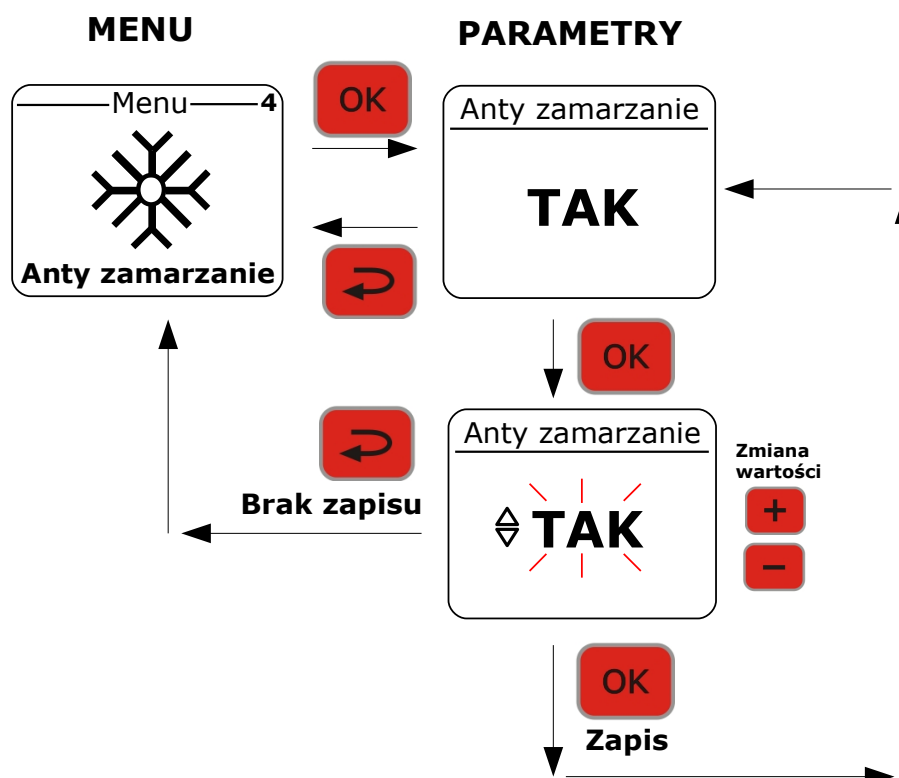 MENU
PARAMETRY
Menu 4
Anty zamarzanie
OK
Anty zamarzanie
TAK
OK
Anty zamarzanie
TAK
Brak zapisu
Zmiana
wartości
+
−
OK
Zapis